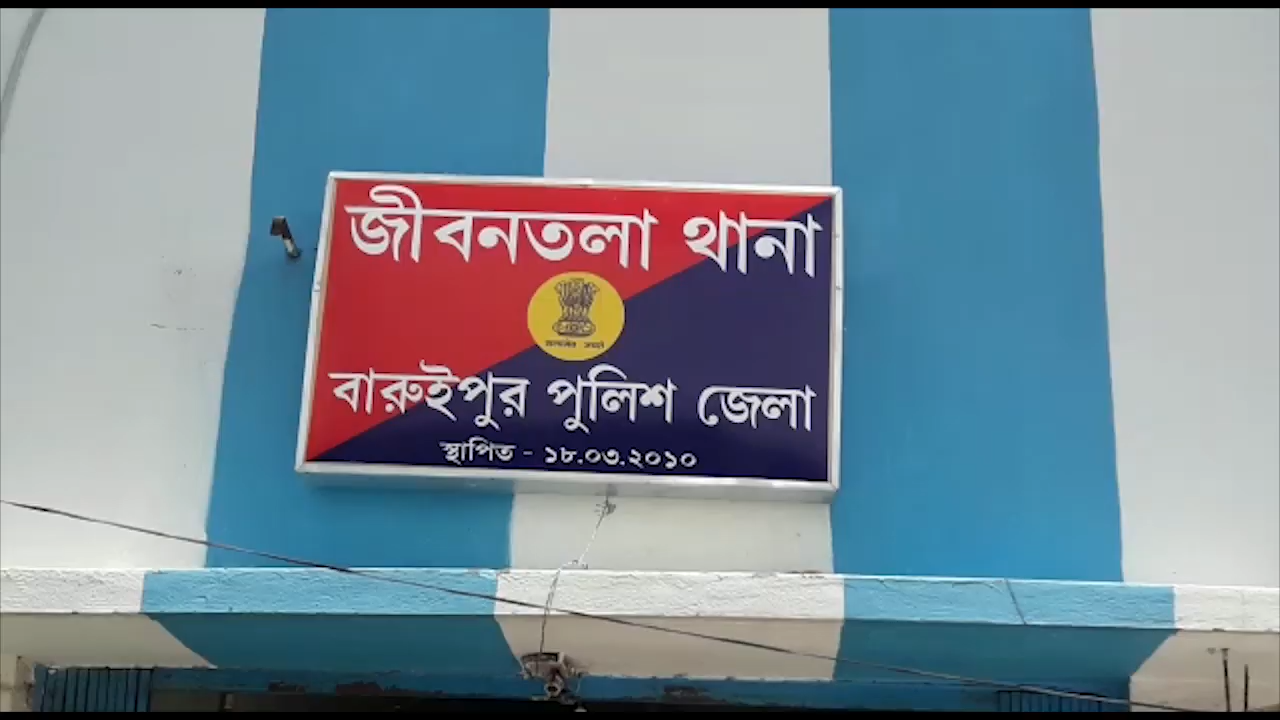 জীবনতলা থানা
বারুইপুর পুলিশ জেলা
স্থাপিত - ১৮.০৩.২০১০